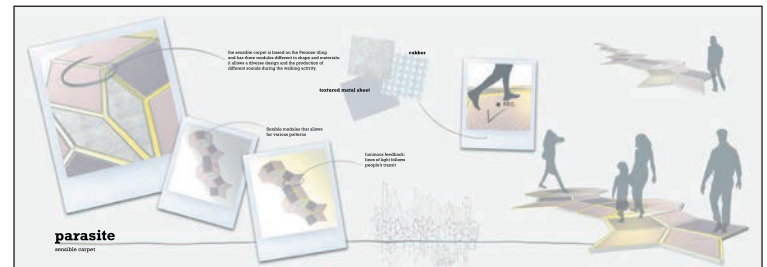 the sensible carpet is based on the Penrose tiling
and has three modules different in shape and materials:
it allows a diverse design and the production of
different sounds during the walking activity.
rubber
textured metal sheet
REC.
flexible modules that allows
for various patterns
luminous feedback:
lines of light follows
people's transit
parasite
sensible carpet